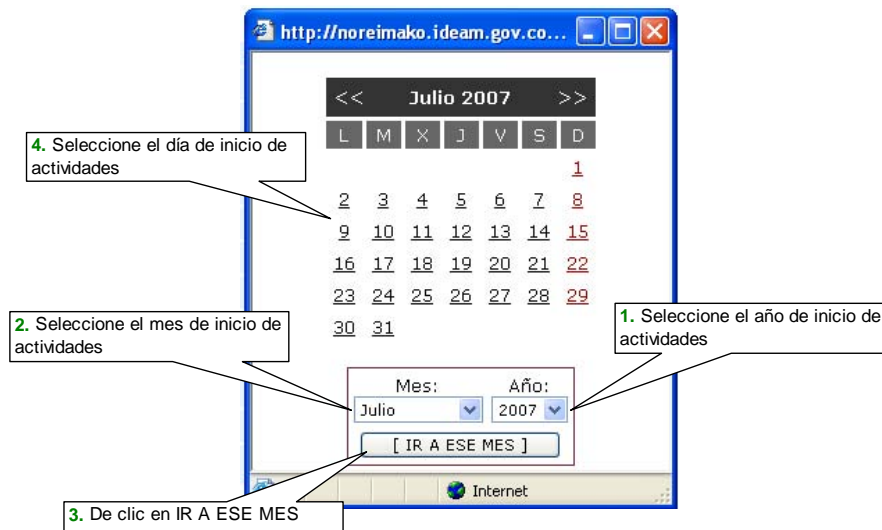 http://noreimako.ideam.gov.co...
<< Julio 2007 >>
L M X J V S D
4. Seleccione el día de inicio de
actividades
1
2 3 4 5 6 7 8
9 10 11 12 13 14 15
16 17 18 19 20 21 22
23 24 25 26 27 28 29
30 31
2. Seleccione el mes de inicio de
actividades
1. Seleccione el año de inicio de
actividades
Mes: Año:
Julio 2007
[ IR A ESE MES ]
Internet
3. De clic en IR A ESE MES